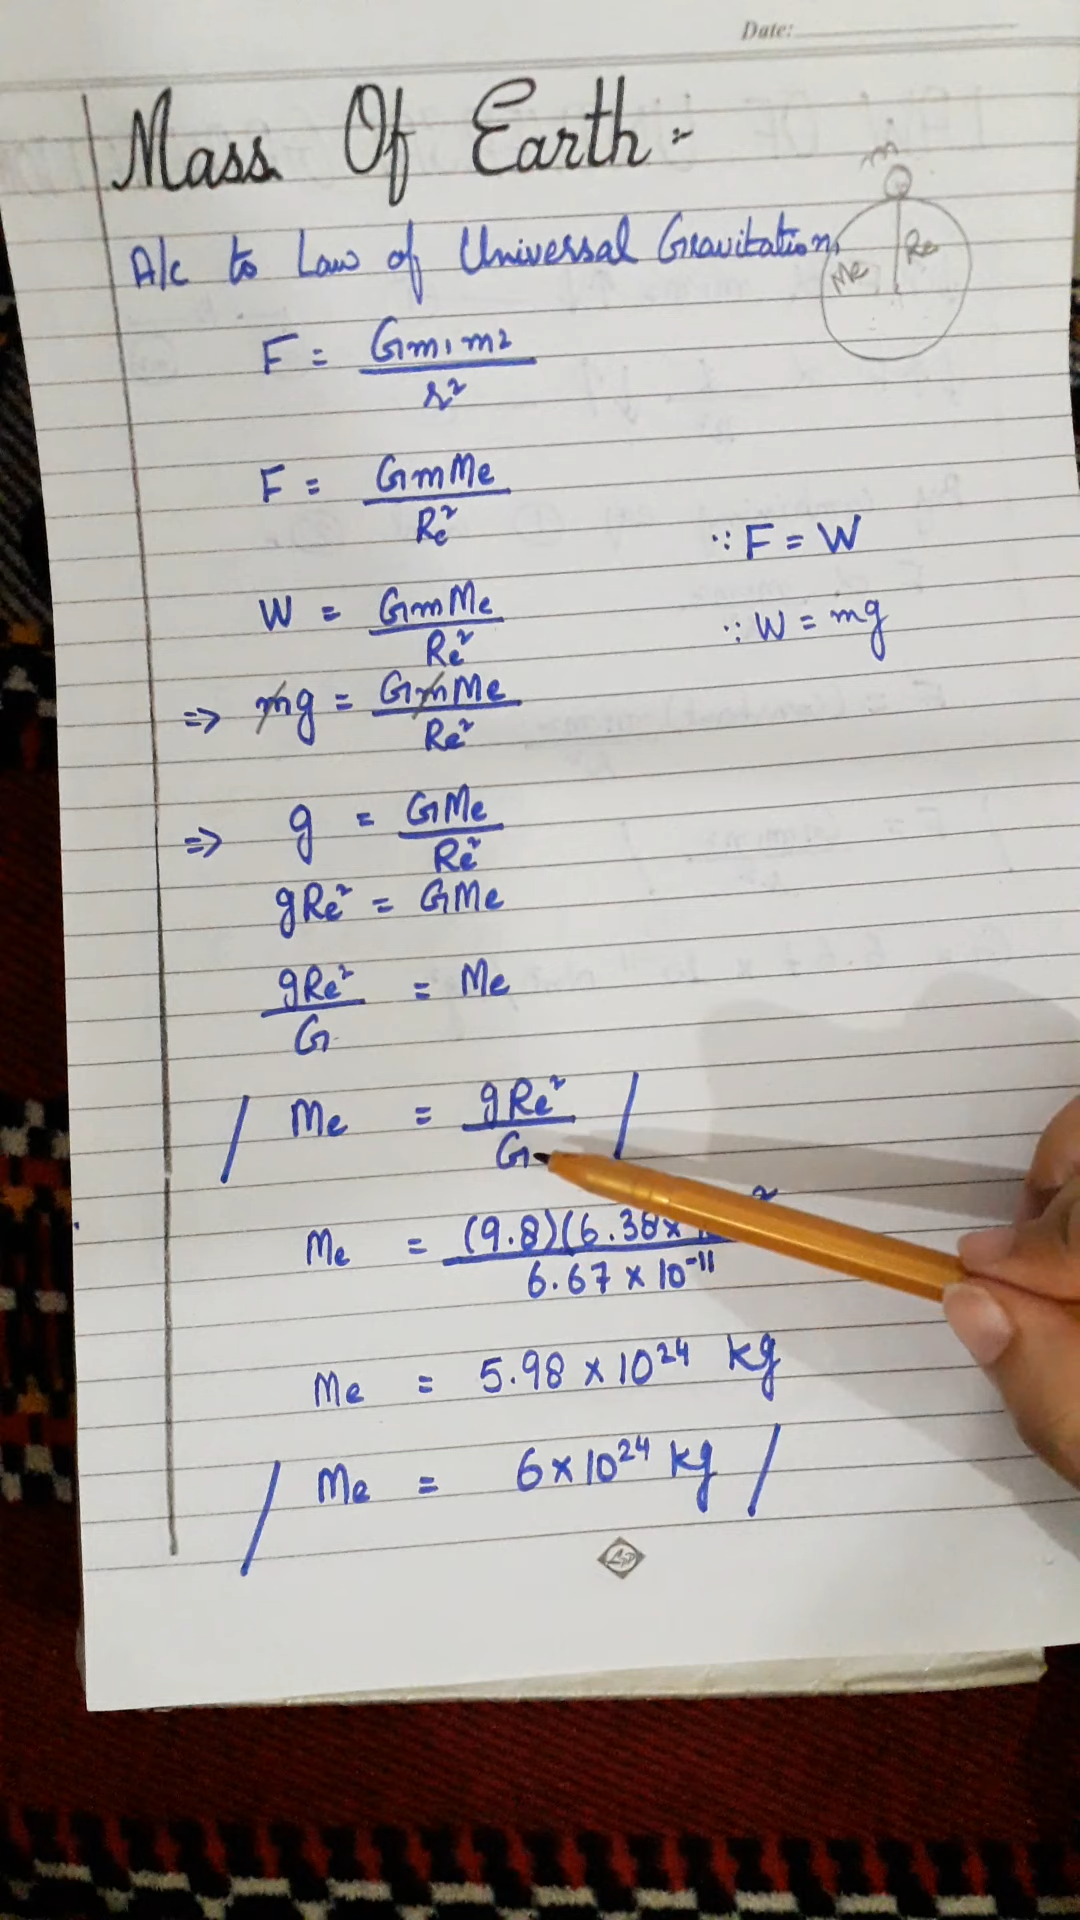 Date:
Mass Of Earth:-
m
A/c to Law of Universal Gravitation,
Me Re
F = Gm1m2 / r²
F = GmMe / Re²
∵ F = W
W = GmMe / Re²
∵ W = mg
⇒ mg = GmMe / Re²
⇒ g = GMe / Re²
gRe² = GMe
gRe² / G = Me
/ Me = gRe² / G /
Me = (9.8)(6.38× ² / 6.67 × 10⁻¹¹
Me = 5.98 × 10²⁴ kg
/ Me = 6×10²⁴ kg /